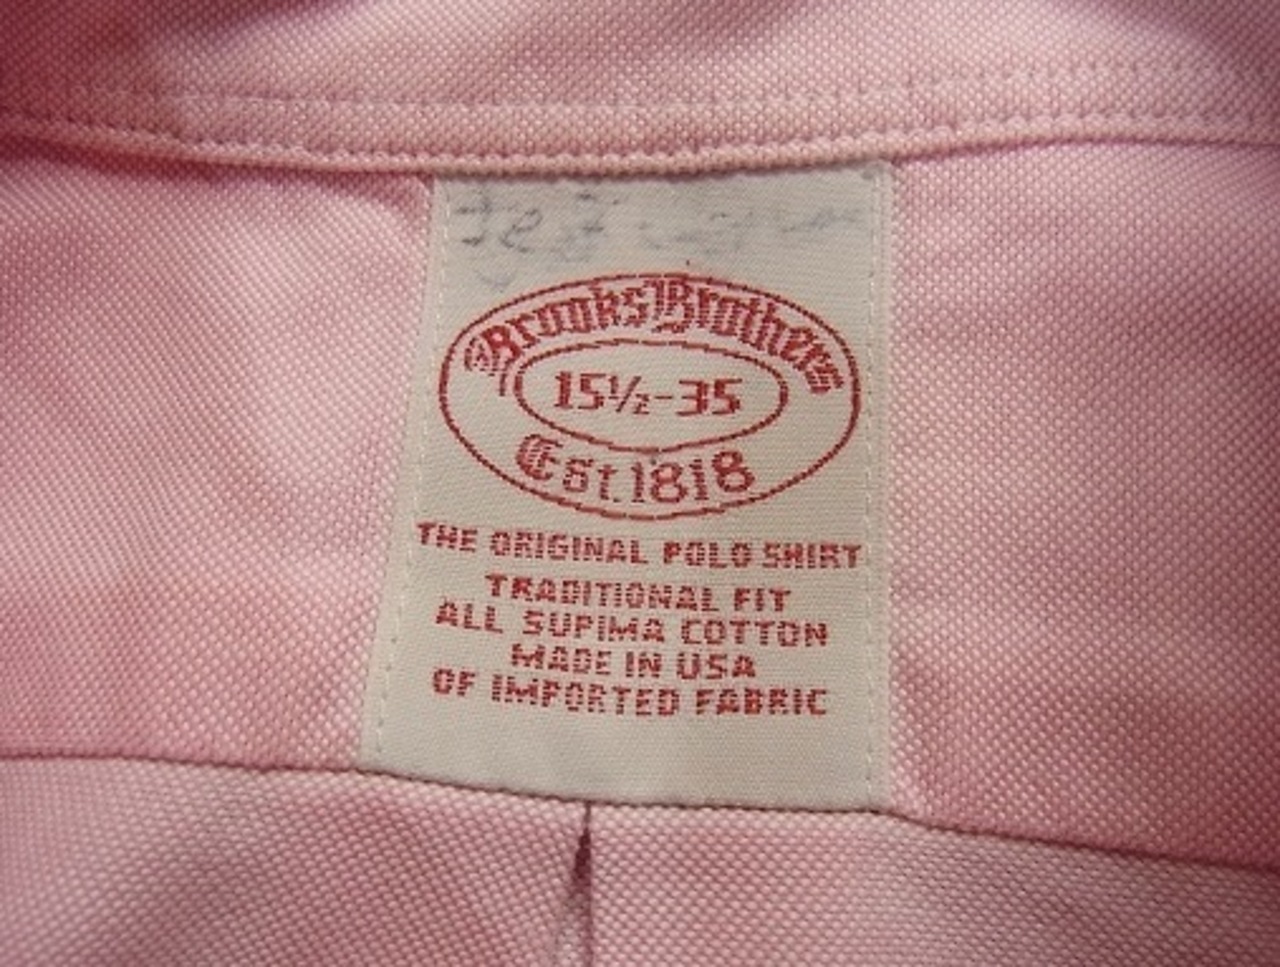 Brooks Brothers
15½-35
Est. 1818
THE ORIGINAL POLO SHIRT
TRADITIONAL FIT
ALL SUPIMA COTTON
MADE IN USA
OF IMPORTED FABRIC